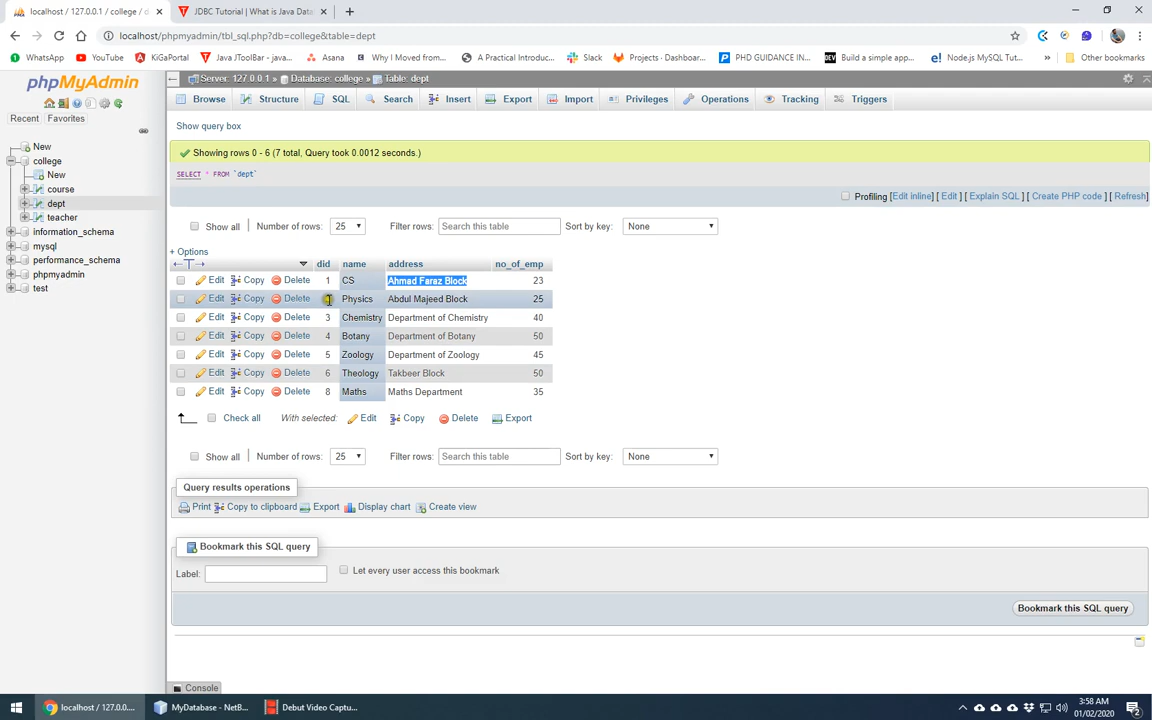 localhost / 127.0.0.1 / college / d
JDBC Tutorial | What is Java Data
localhost/phpmyadmin/tbl_sql.php?db=college&table=dept
WhatsApp YouTube KiGaPortal Java JToolBar - java... Asana Why I Moved from... A Practical Introduc... Slack Projects · Dashboar... PHD GUIDANCE IND... Build a simple app... Node.js MySQL Tut... » Other bookmarks
phpMyAdmin
Recent Favorites
New
college
New
course
dept
teacher
information_schema
mysql
performance_schema
phpmyadmin
test
Server: 127.0.0.1 » Database: college » Table: dept
Browse Structure SQL Search Insert Export Import Privileges Operations Tracking Triggers
Show query box
Showing rows 0 - 6 (7 total, Query took 0.0012 seconds.)
SELECT * FROM `dept`
Profiling [Edit inline] [ Edit ] [ Explain SQL ] [ Create PHP code ] [ Refresh]
Show all Number of rows: 25 Filter rows: Search this table Sort by key: None
+ Options
did name address no_of_emp
Edit Copy Delete 1 CS Ahmad Faraz Block 23
Edit Copy Delete Physics Abdul Majeed Block 25
Edit Copy Delete 3 Chemistry Department of Chemistry 40
Edit Copy Delete 4 Botany Department of Botany 50
Edit Copy Delete 5 Zoology Department of Zoology 45
Edit Copy Delete 6 Theology Takbeer Block 50
Edit Copy Delete 8 Maths Maths Department 35
Check all With selected: Edit Copy Delete Export
Show all Number of rows: 25 Filter rows: Search this table Sort by key: None
Query results operations
Print Copy to clipboard Export Display chart Create view
Bookmark this SQL query
Label: Let every user access this bookmark
Bookmark this SQL query
Console
localhost / 127.0.0.... MyDatabase - NetB... Debut Video Captu...
3:58 AM
01/02/2020
2